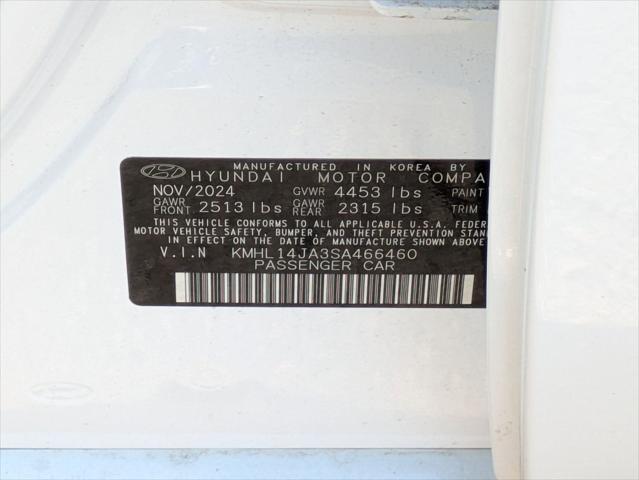 MANUFACTURED IN KOREA BY
HYUNDAI MOTOR COMPA
NOV/2024 GVWR 4453 lbs PAINT
GAWR FRONT 2513 lbs GAWR REAR 2315 lbs TRIM
THIS VEHICLE CONFORMS TO ALL APPLICABLE U.S.A. FEDER
MOTOR VEHICLE SAFETY, BUMPER, AND THEFT PREVENTION STAN
IN EFFECT ON THE DATE OF MANUFACTURE SHOWN ABOVE
V.I.N KMHL14JA3SA466460
PASSENGER CAR